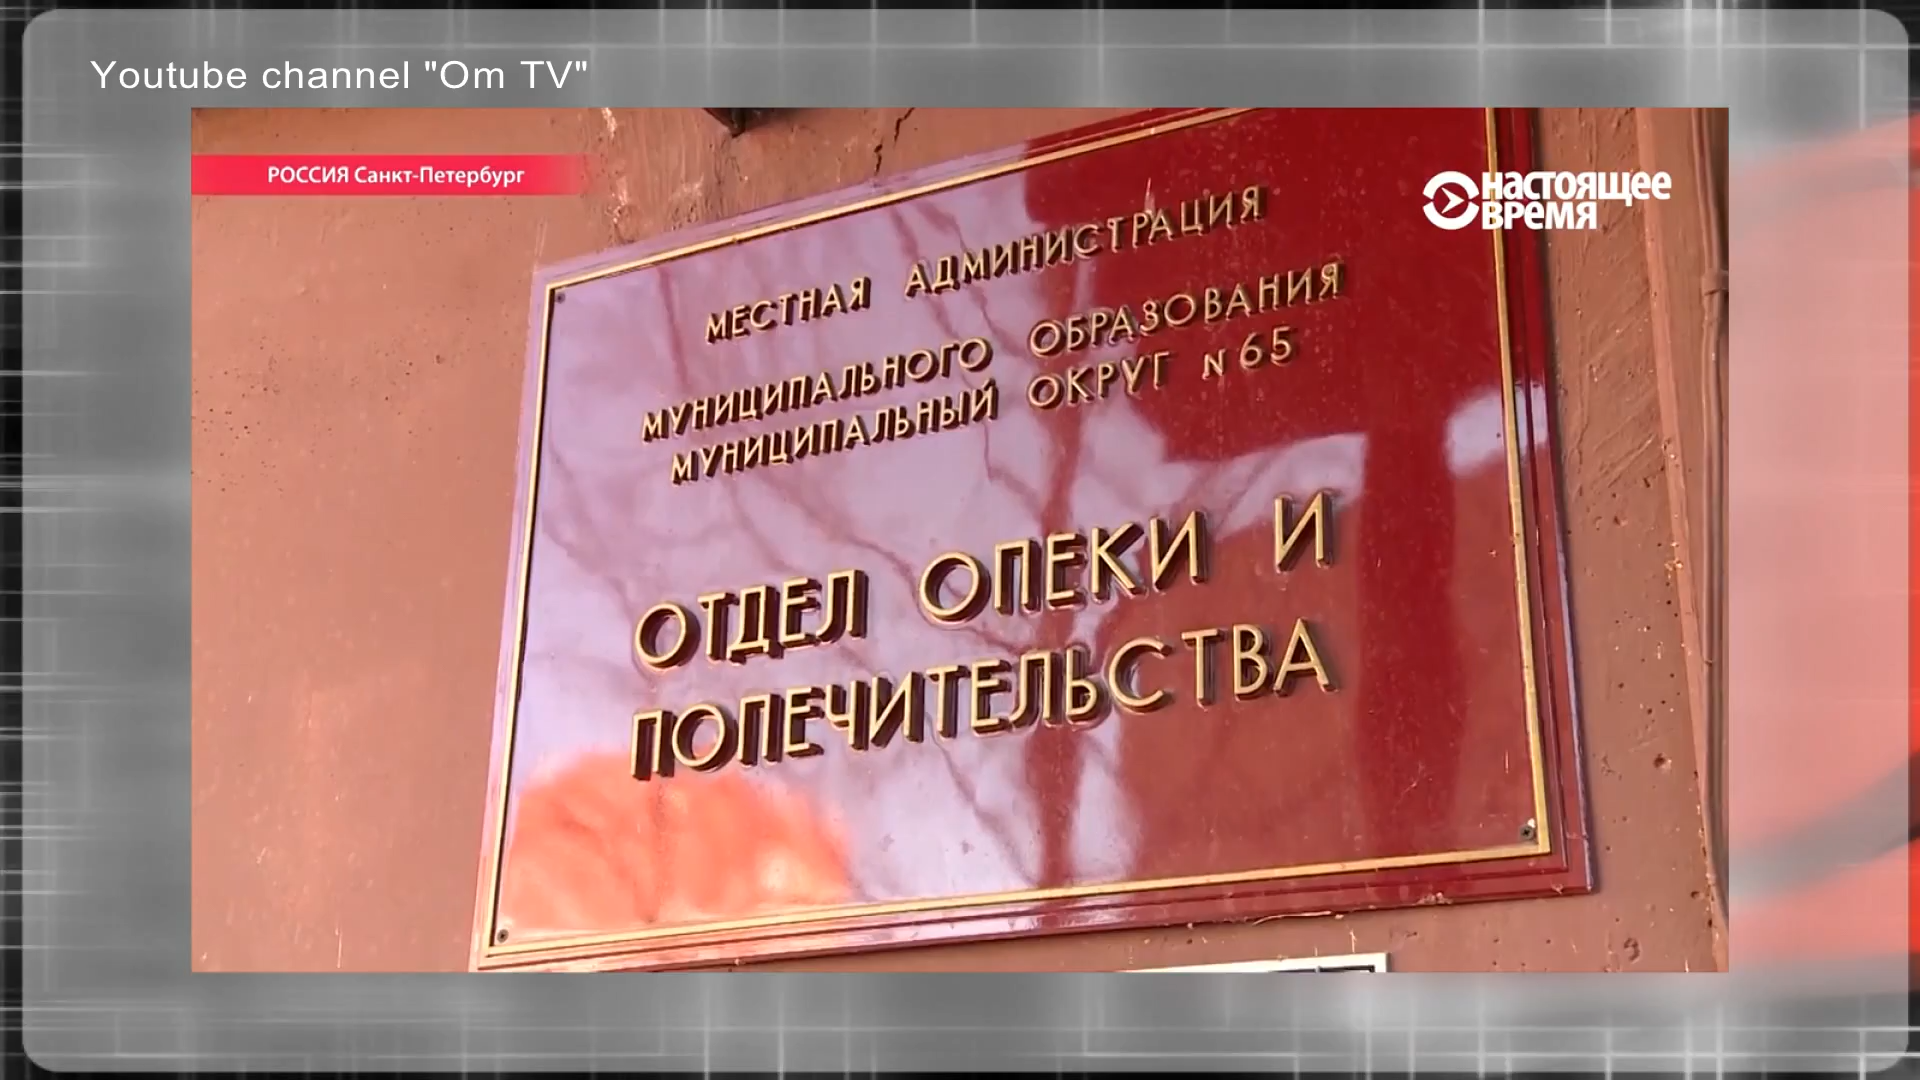 Youtube channel "Om TV"
РОССИЯ Санкт-Петербург
НАСТОЯЩЕЕ
ВРЕМЯ
МЕСТНАЯ АДМИНИСТРАЦИЯ
МУНИЦИПАЛЬНОГО ОБРАЗОВАНИЯ
МУНИЦИПАЛЬНЫЙ ОКРУГ N 65
ОТДЕЛ ОПЕКИ И
ПОПЕЧИТЕЛЬСТВА